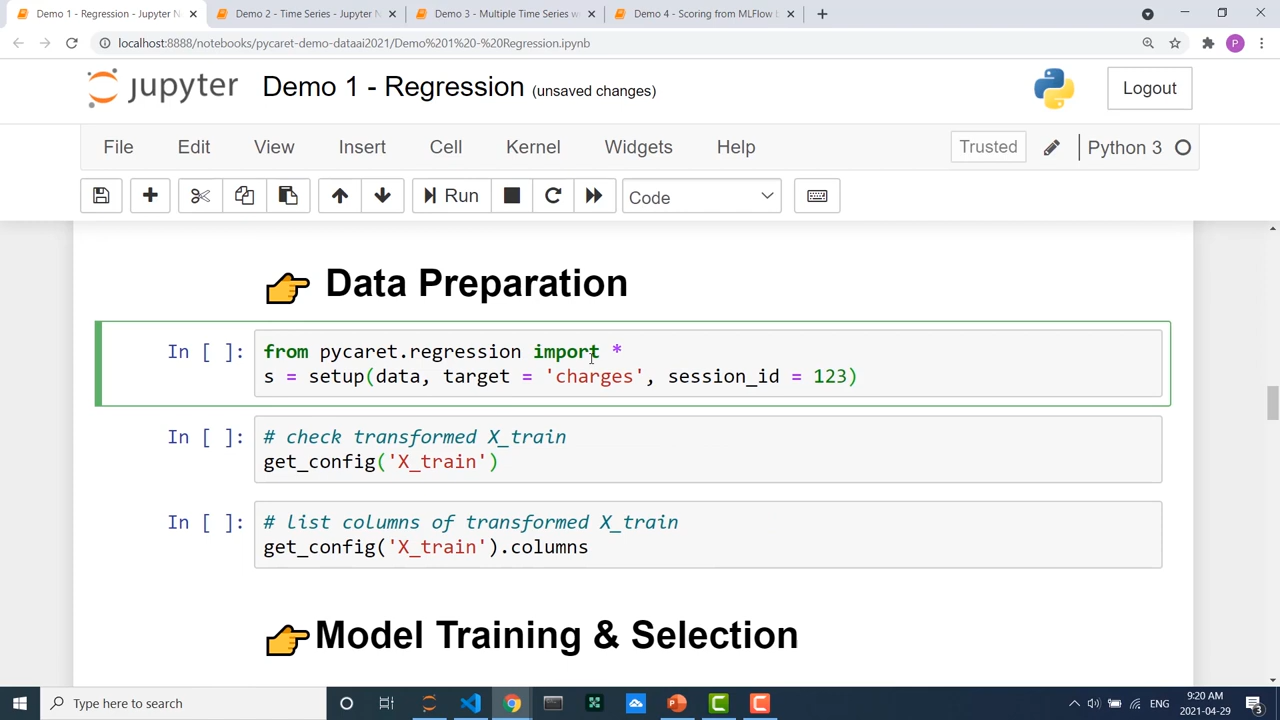 Demo 1 - Regression - Jupyter N
Demo 2 - Time Series - Jupyter N
Demo 3 - Multiple Time Series w
Demo 4 - Scoring from MLFlow L
localhost:8888/notebooks/pycaret-demo-dataai2021/Demo%201%20-%20Regression.ipynb
P
jupyter Demo 1 - Regression (unsaved changes)
Logout
File Edit View Insert Cell Kernel Widgets Help
Trusted
Python 3
Run
Code
👉 Data Preparation
In [ ]: from pycaret.regression import *
s = setup(data, target = 'charges', session_id = 123)
In [ ]: # check transformed X_train
get_config('X_train')
In [ ]: # list columns of transformed X_train
get_config('X_train').columns
👉Model Training & Selection
Type here to search
ENG
9:20 AM
2021-04-29
3